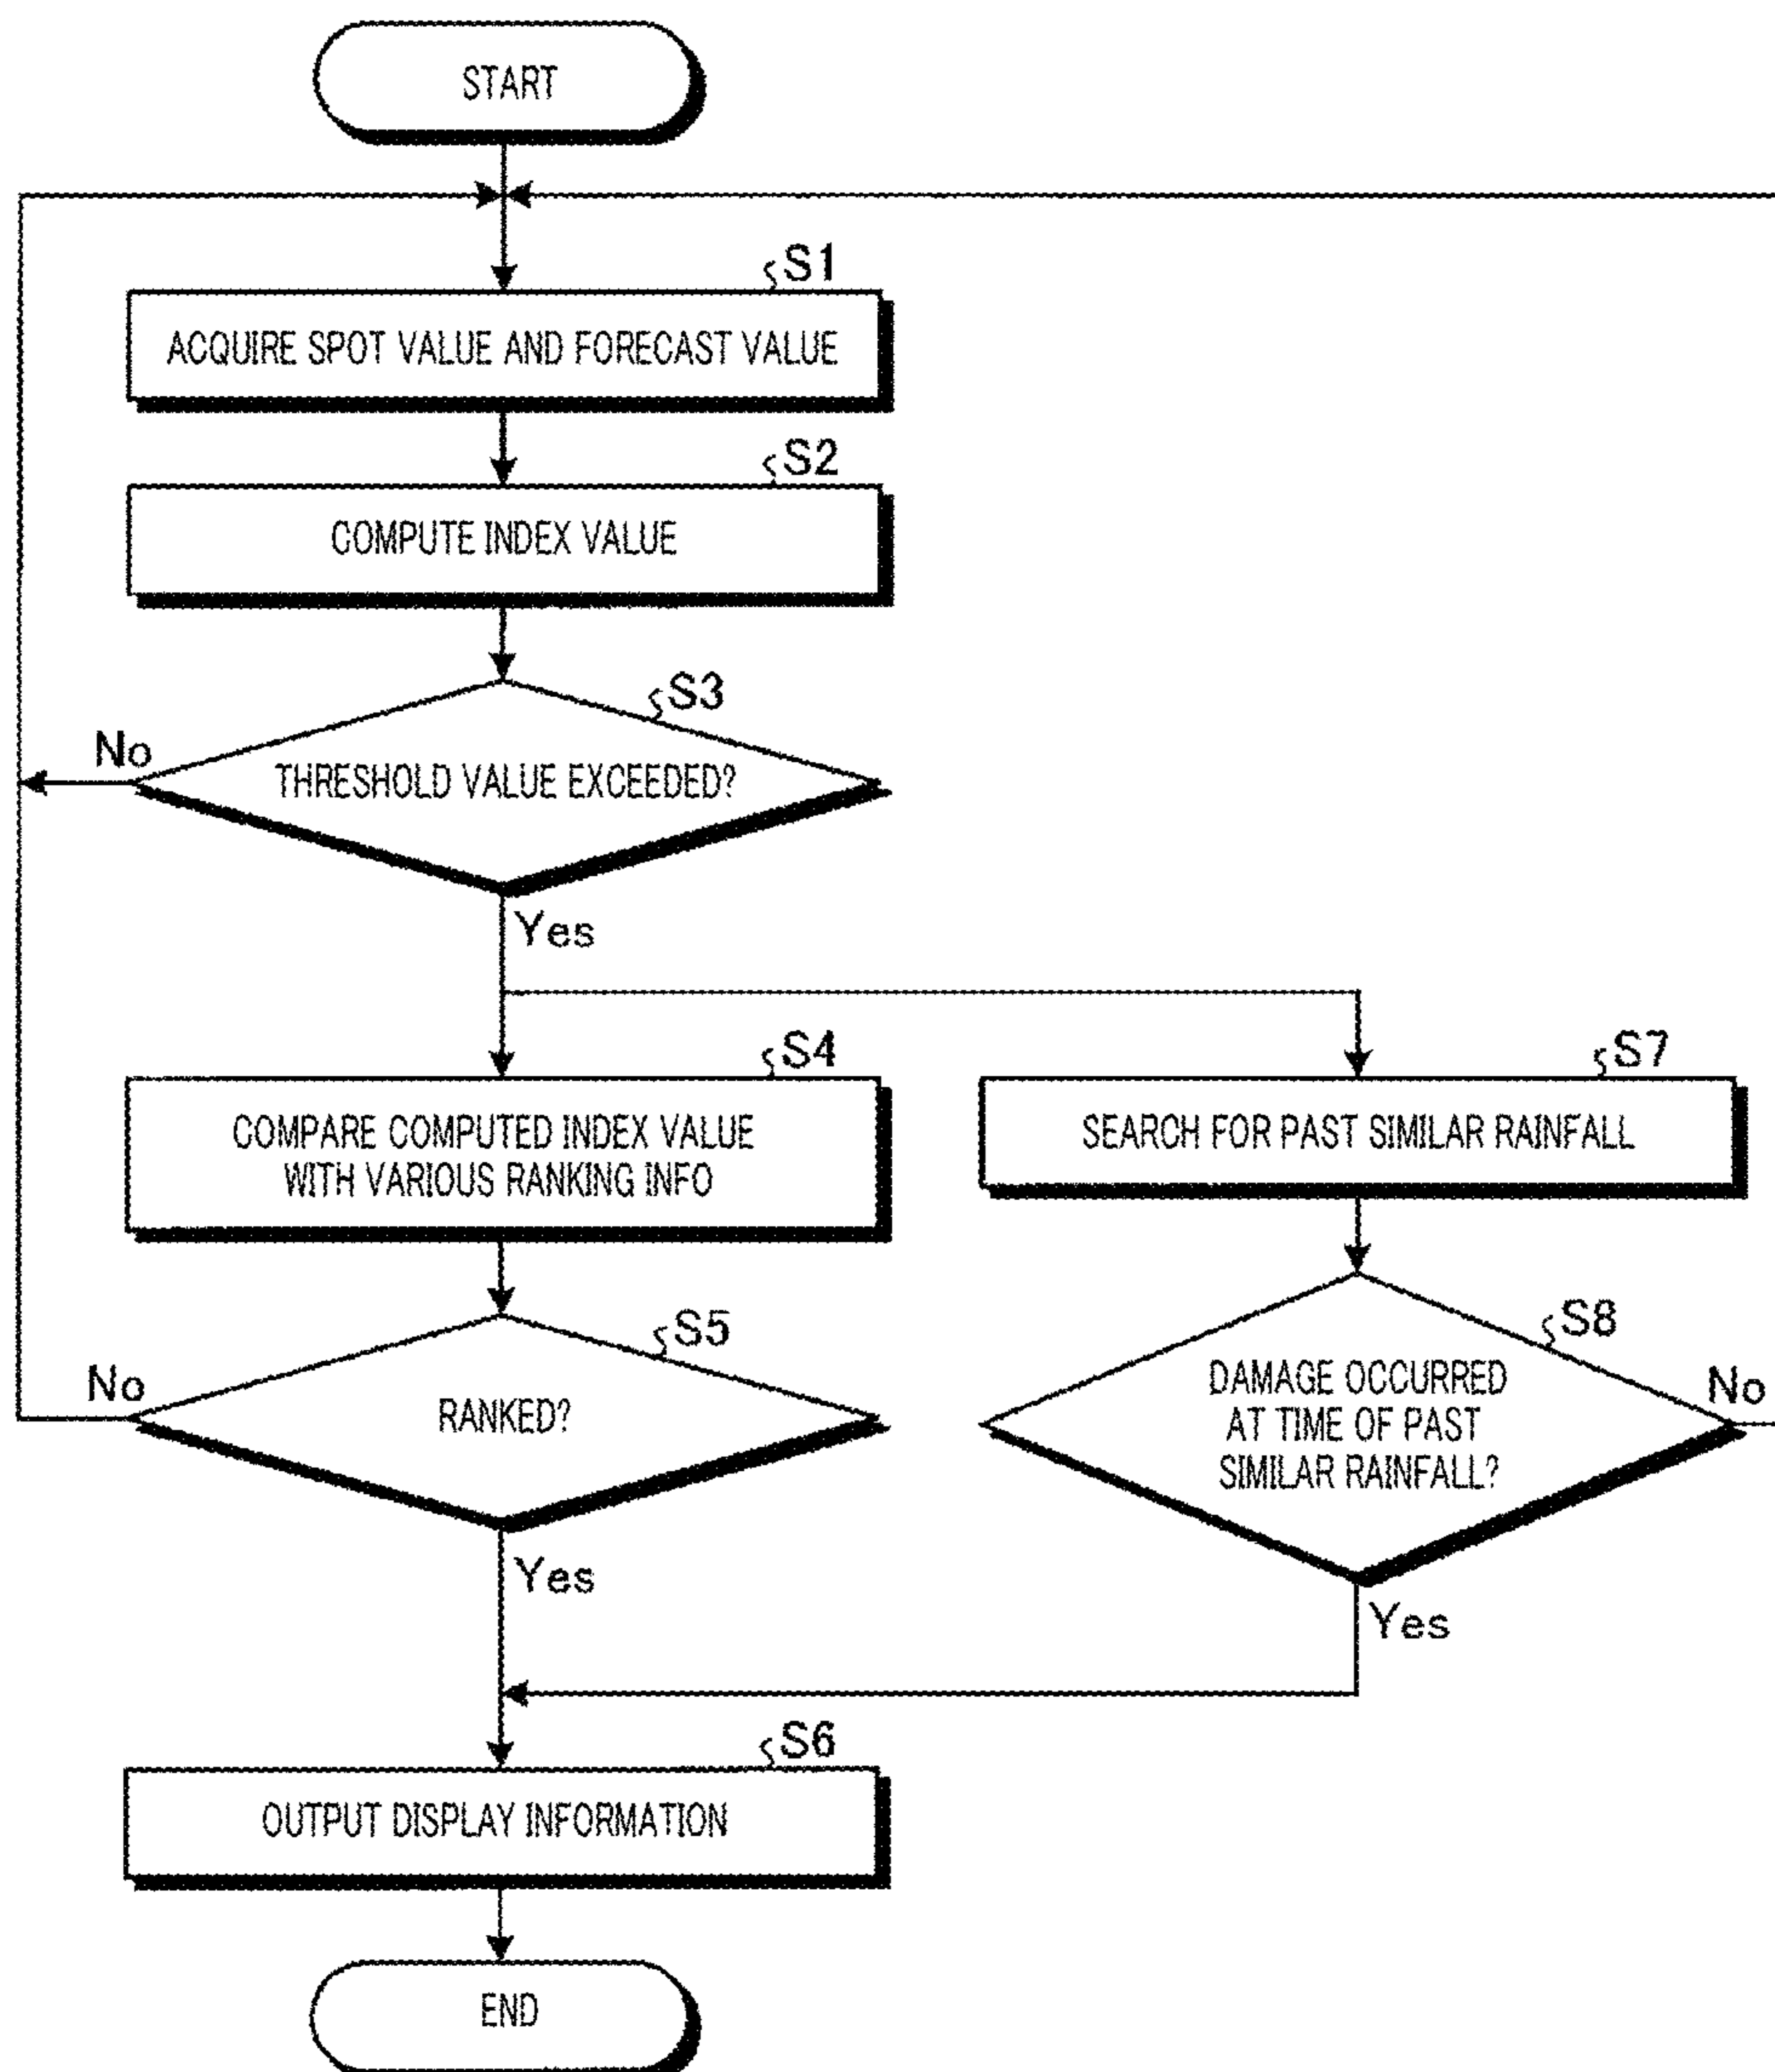 START
S1
ACQUIRE SPOT VALUE AND FORECAST VALUE
S2
COMPUTE INDEX VALUE
S3
No
THRESHOLD VALUE EXCEEDED?
Yes
S4
COMPARE COMPUTED INDEX VALUE
WITH VARIOUS RANKING INFO
S7
SEARCH FOR PAST SIMILAR RAINFALL
S5
No
RANKED?
Yes
S8
DAMAGE OCCURRED
AT TIME OF PAST
SIMILAR RAINFALL?
No
Yes
S6
OUTPUT DISPLAY INFORMATION
END